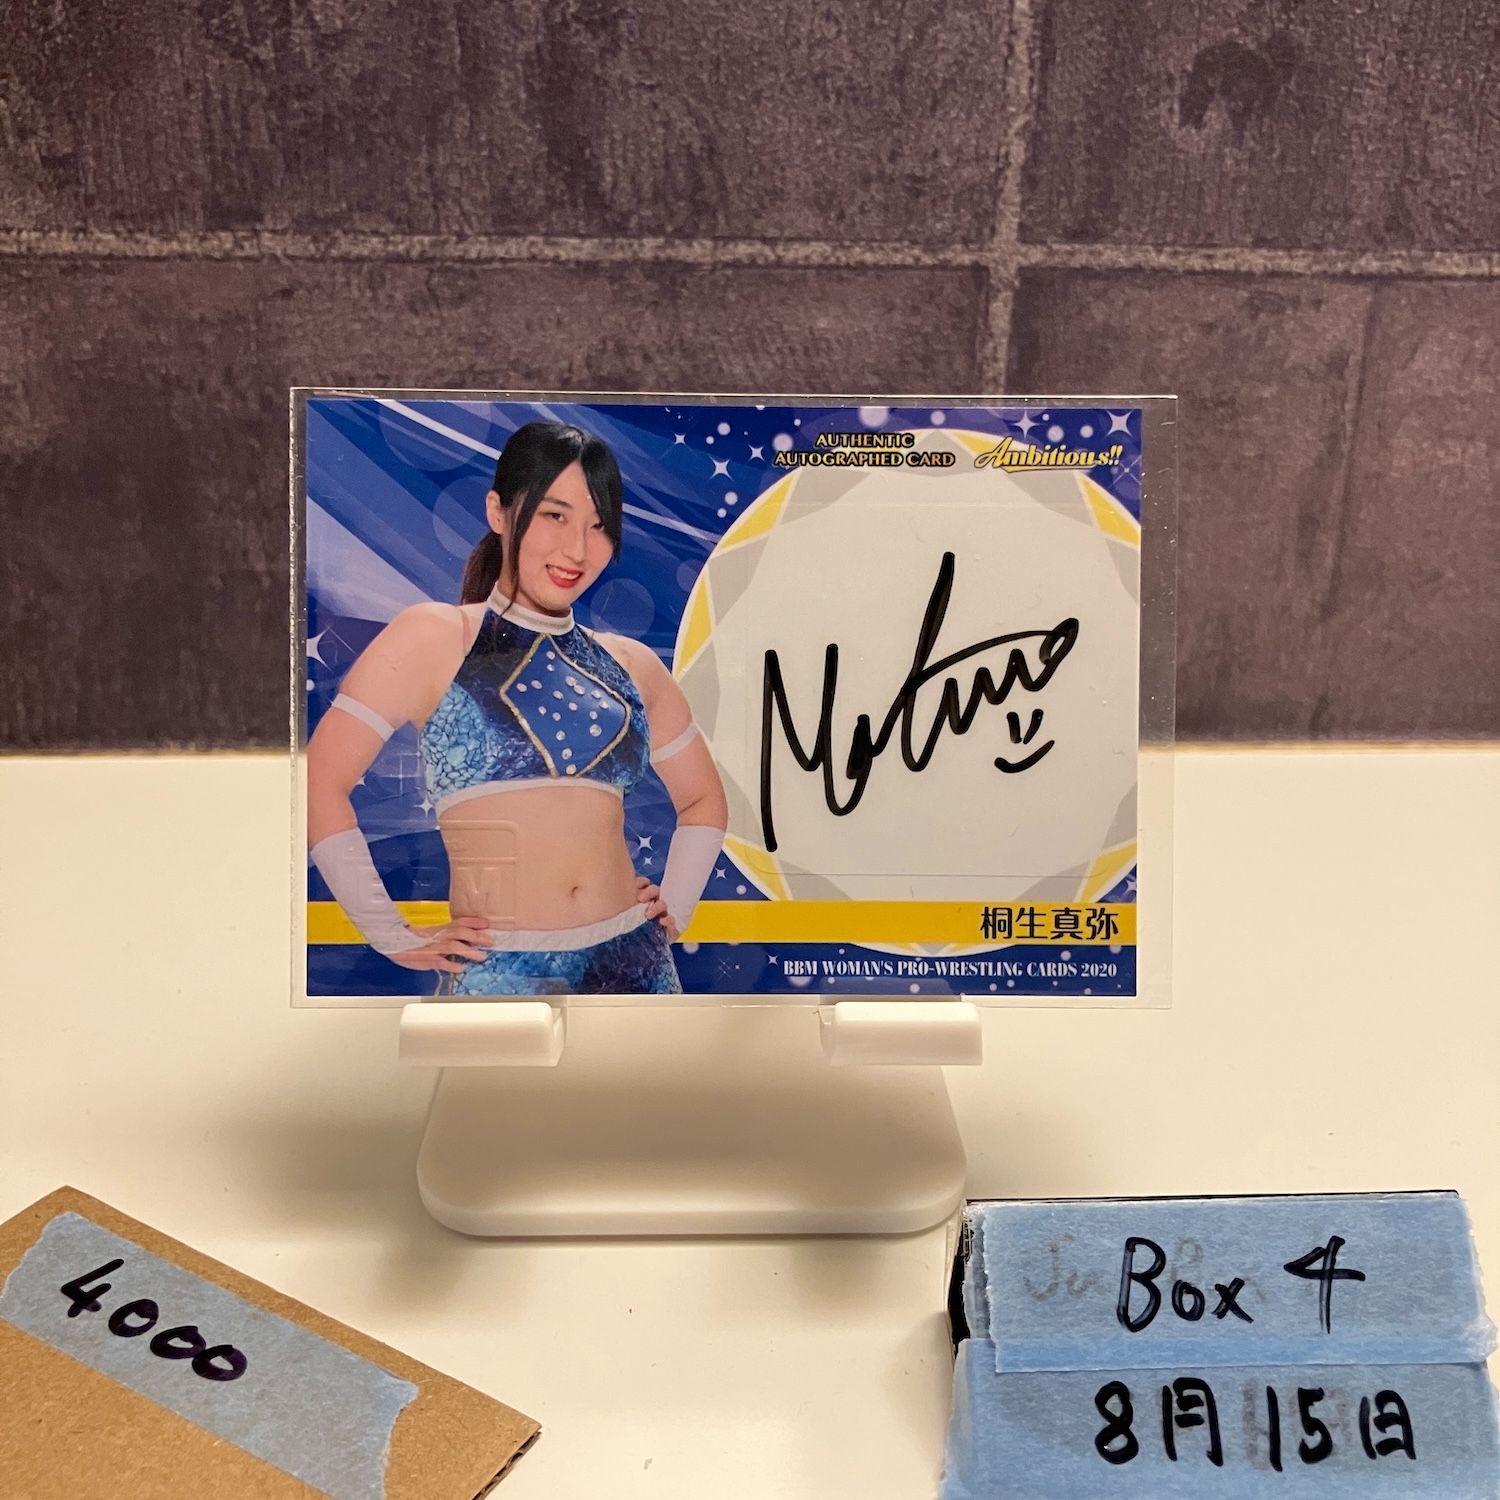 AUTHENTIC
AUTOGRAPHED CARD
Ambitious!!
BBM
桐生真弥
BBM WOMAN'S PRO-WRESTLING CARDS 2020
4000
Box 4
8月15日